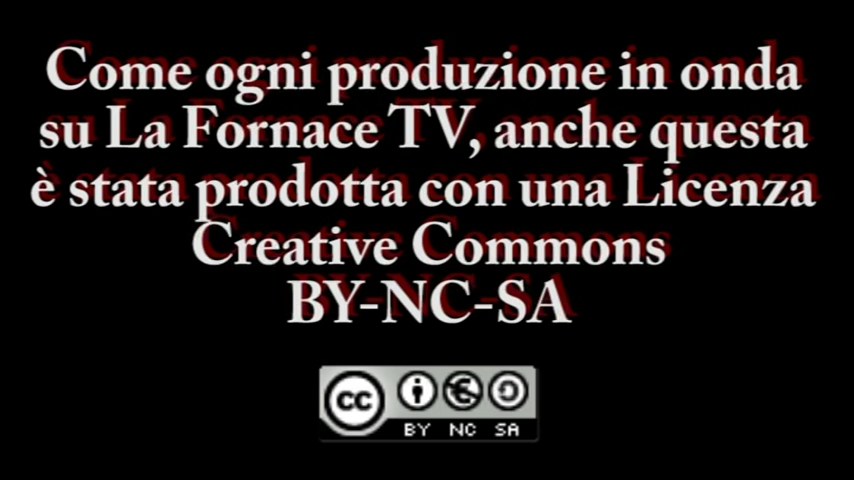 Come ogni produzione in onda
su La Fornace TV, anche questa
è stata prodotta con una Licenza
Creative Commons
BY-NC-SA
cc
BY NC SA